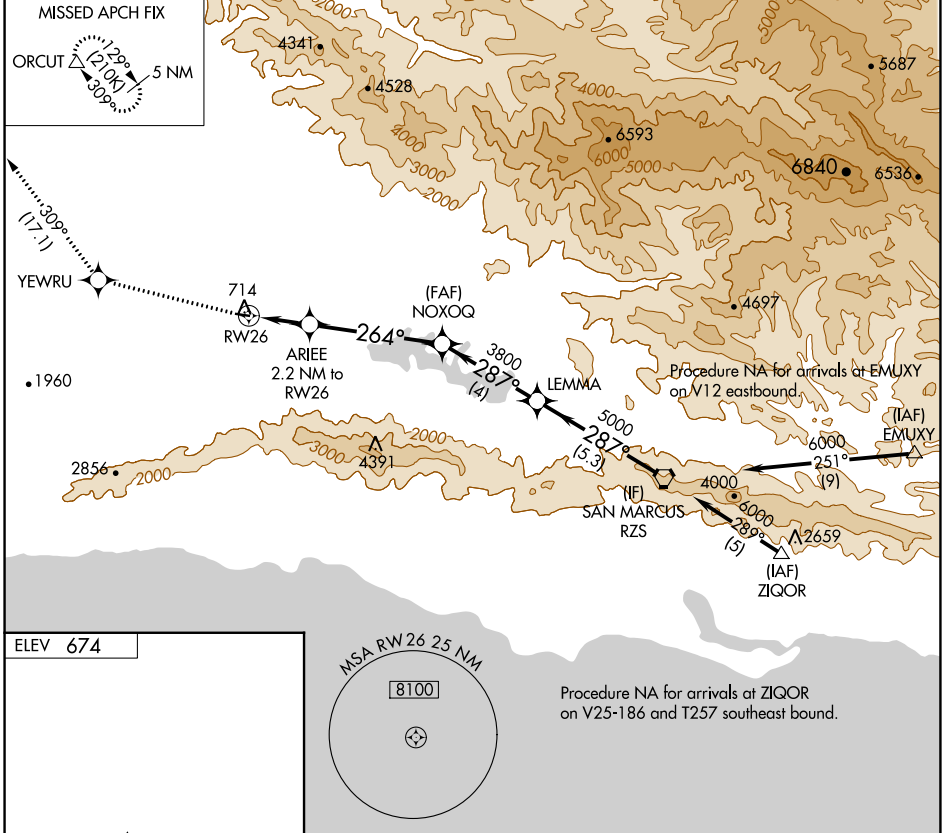 MISSED APCH FIX
ORCUT
129°
(210K)
309°
5 NM
309°
(17.1)
YEWRU
714
RW26
ARIEE
2.2 NM to
RW26
264°
(FAF)
NOXOQ
3800
287°
(4)
LEMMA
5000
287°
(5.3)
(IF)
SAN MARCUS
RZS
Procedure NA for arrivals at EMUXY
on V12 eastbound.
(IAF)
EMUXY
6000
251°
(9)
6000
289°
(5)
(IAF)
ZIQOR
2000
4341
4528
4000
3000
2000
4000
6593
6000
5000
5000
5687
6840
6536
4697
1960
2856
2000
3000
4391
2000
4000
2659
ELEV 674
MSA RW26 25 NM
8100
Procedure NA for arrivals at ZIQOR
on V25-186 and T257 southeast bound.